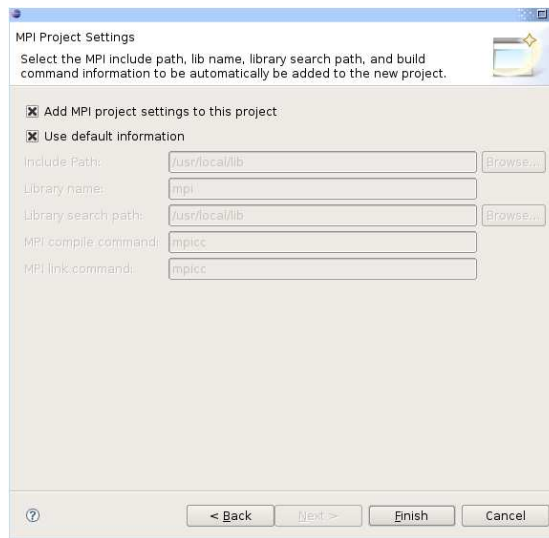 MPI Project Settings
Select the MPI include path, lib name, library search path, and build
command information to be automatically be added to the new project.
Add MPI project settings to this project
Use default information
Include Path: /usr/local/lib Browse...
Library name: mpi
Library search path: /usr/local/lib Browse...
MPI compile command: mpicc
MPI link command: mpicc
? < Back Next > Finish Cancel